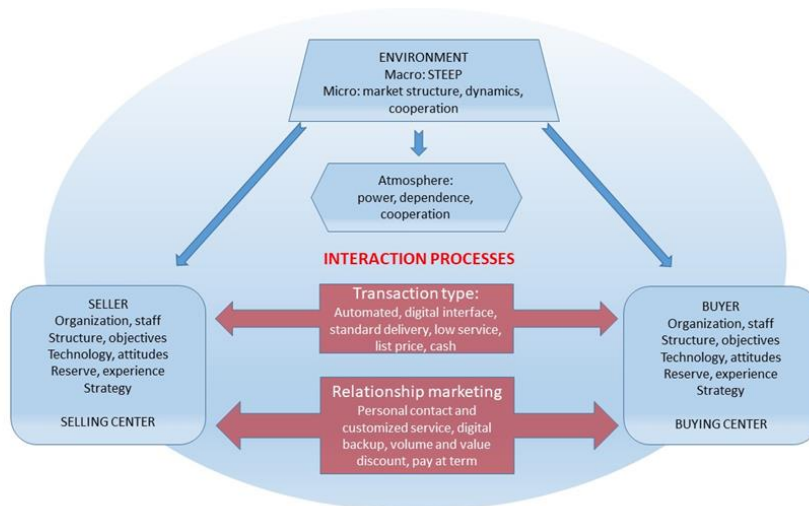 ENVIRONMENT
Macro: STEEP
Micro: market structure, dynamics,
cooperation
Atmosphere:
power, dependence,
cooperation
INTERACTION PROCESSES
SELLER
Organization, staff
Structure, objectives
Technology, attitudes
Reserve, experience
Strategy
SELLING CENTER
Transaction type:
Automated, digital interface,
standard delivery, low service,
list price, cash
Relationship marketing
Personal contact and
customized service, digital
backup, volume and value
discount, pay at term
BUYER
Organization, staff
Structure, objectives
Technology, attitudes
Reserve, experience
Strategy
BUYING CENTER